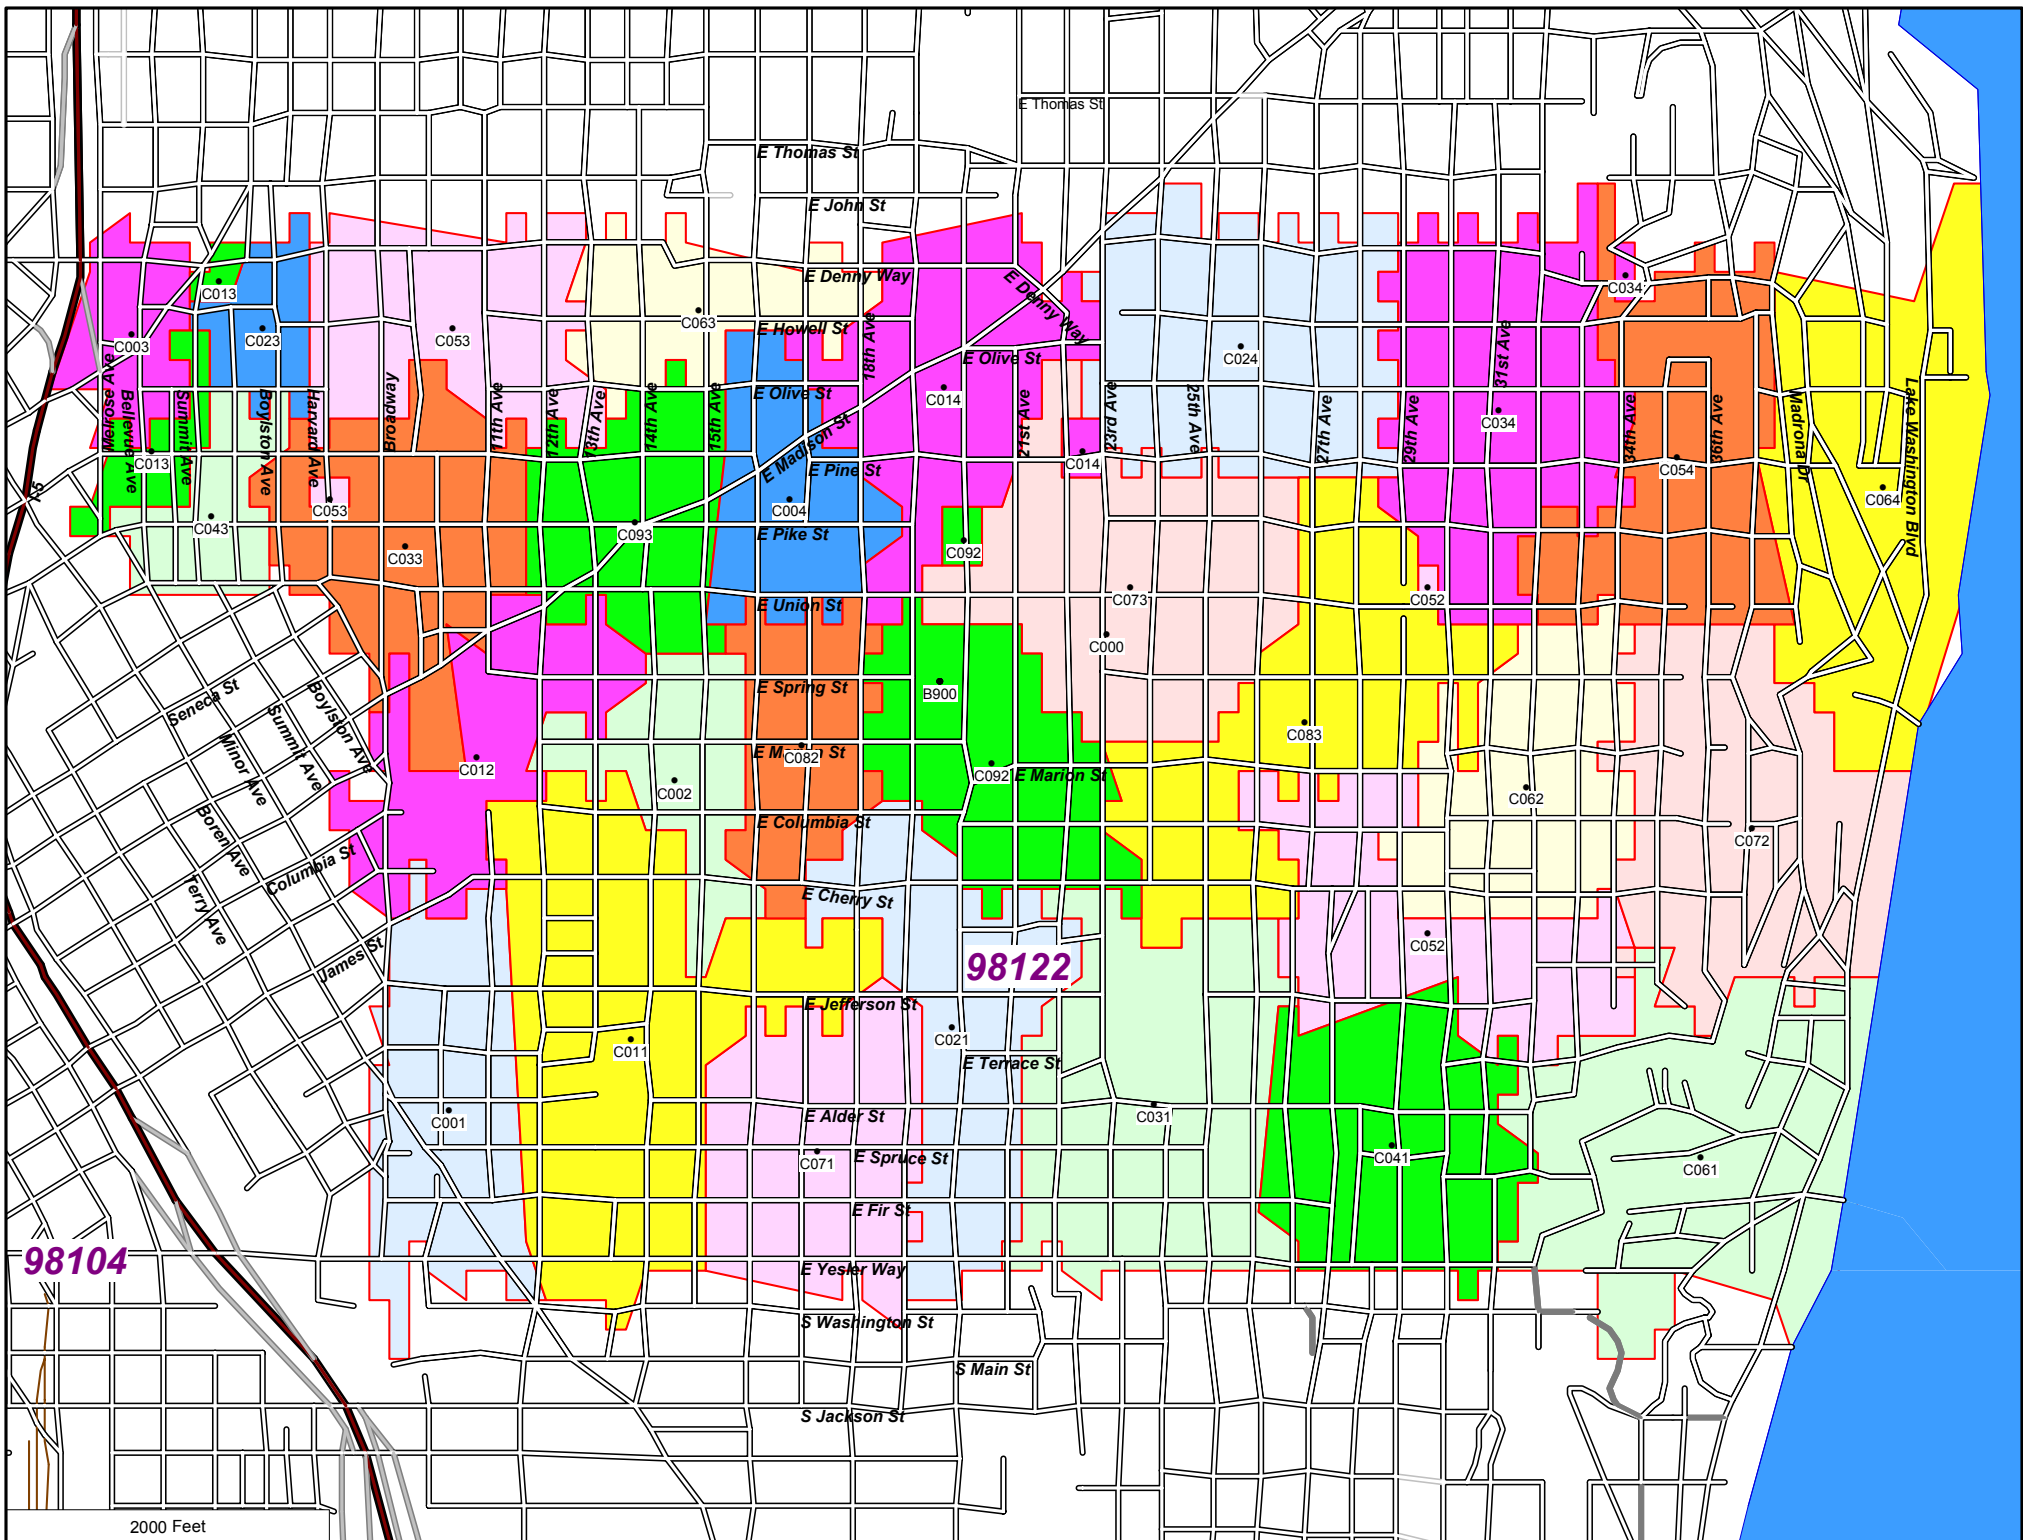 E Thomas St
E Thomas St
E John St
E Denny Way
E Denny Way
C013
C034
C063
C003
C023
C053
E Howell St
18th Ave
E Olive St
C024
31st Ave
E Olive St
C014
Melrose Ave
Bellevue Ave
Summit Ave
Boylston Ave
Harvard Ave
Broadway
11th Ave
12th Ave
13th Ave
14th Ave
15th Ave
E Madison St
21st Ave
23rd Ave
25th Ave
27th Ave
29th Ave
C034
34th Ave
36th Ave
Madrona Dr
Lake Washington Blvd
C013
E Pine St
C014
C054
I-5
C053
C004
C064
C043
C093
E Pike St
C033
C092
E Union St
C073
C052
C000
Seneca St
Boylston Ave
E Spring St
B900
Summit Ave
Minor Ave
C083
C012
C082
C092
E Marion St
C002
C062
Boren Ave
E Columbia St
C072
Columbia St
Terry Ave
E Cherry St
C052
James St
98122
E Jefferson St
C011
C021
E Terrace St
C001
E Alder St
C031
C071
E Spruce St
C041
C061
E Fir St
98104
E Yesler Way
S Washington St
S Main St
S Jackson St
2000 Feet